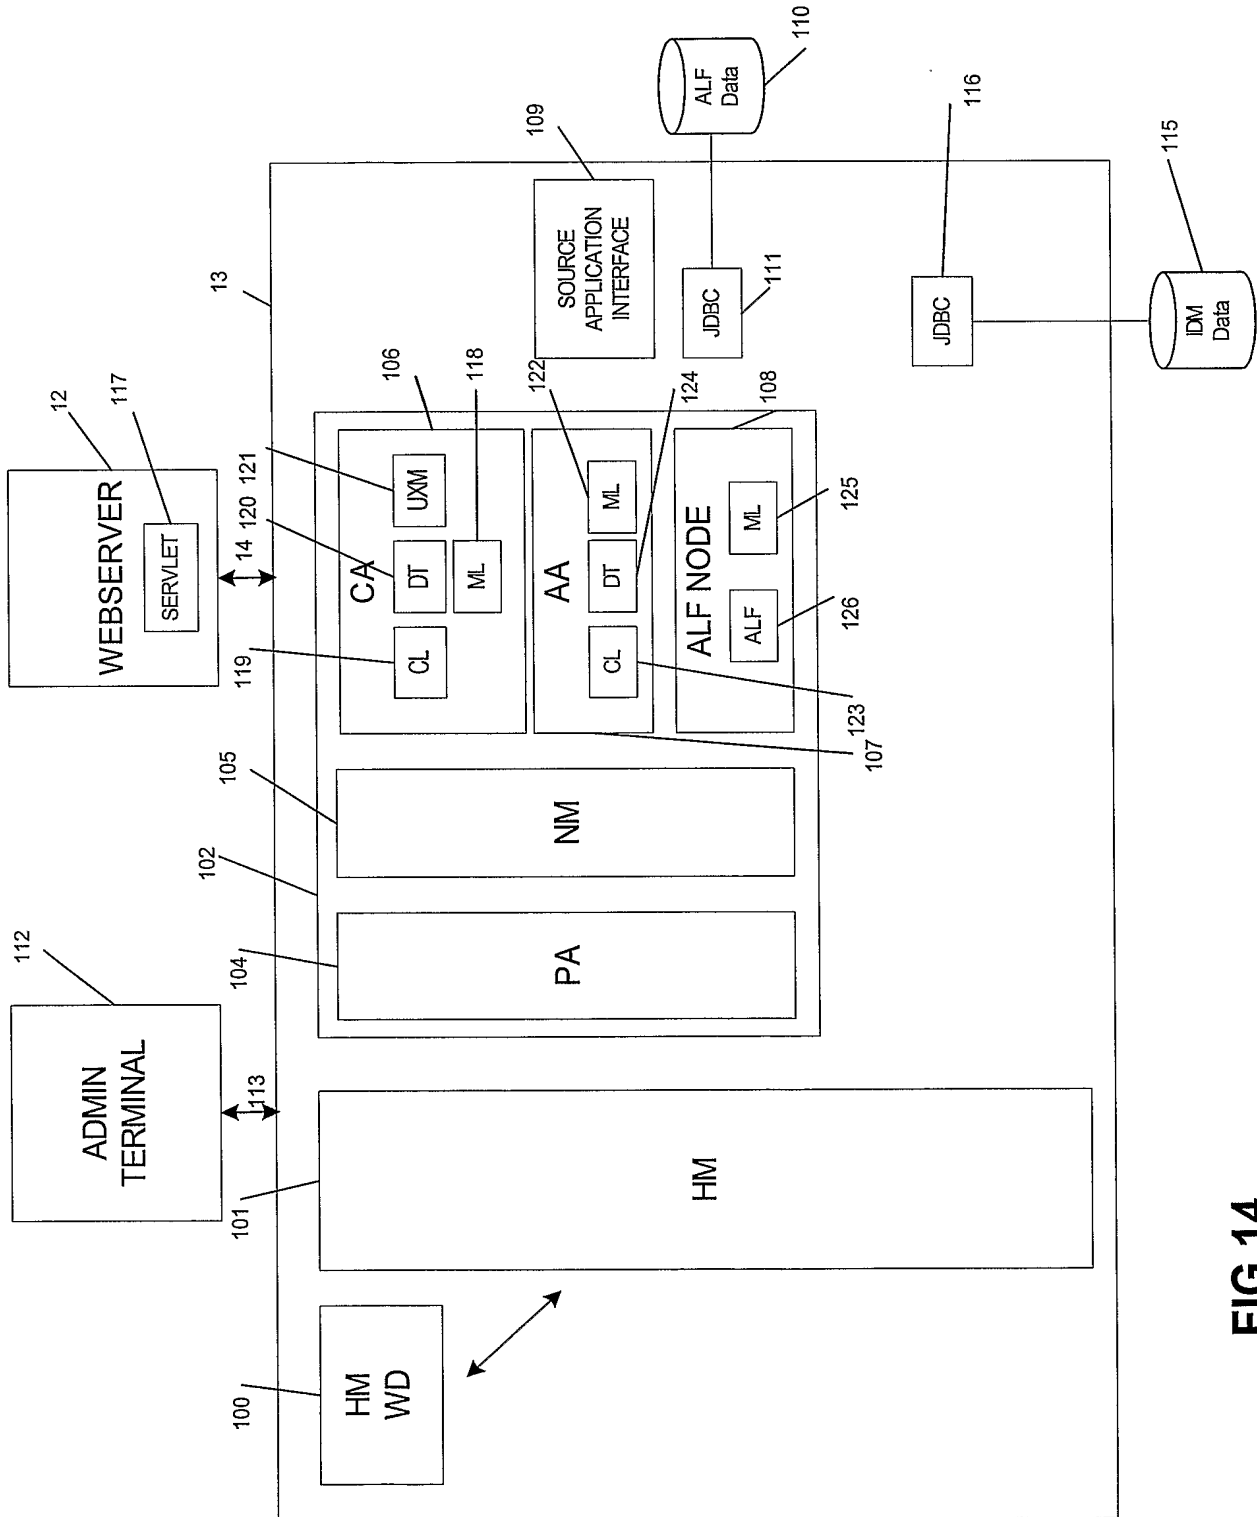 ADMIN
TERMINAL
112
113
WEBSERVER
SERVLET
12
117
14
13
HM
WD
100
HM
101
102
PA
104
NM
105
CA
CL
DT
UXM
ML
119
120
121
106
118
AA
CL
DT
ML
107
123
122
124
ALF NODE
ALF
ML
108
126
125
SOURCE
APPLICATION
INTERFACE
109
JDBC
111
ALF
Data
110
JDBC
116
IDM
Data
115
FIG 14